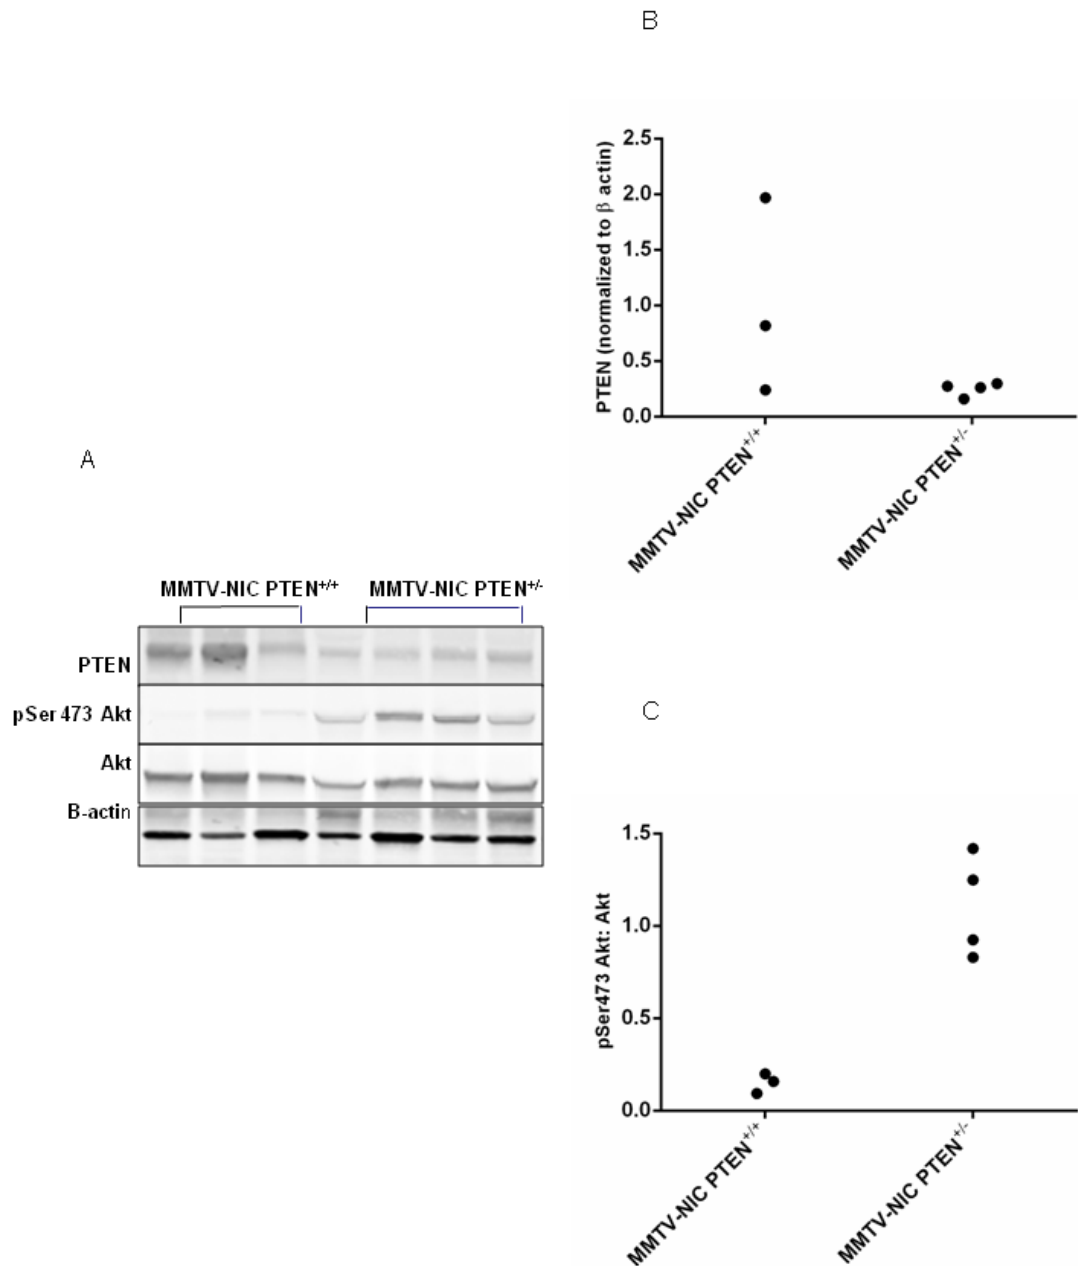 B
PTEN (normalized to β actin)
2.5
2.0
1.5
1.0
0.5
0.0
MMTV-NIC PTEN+/+
MMTV-NIC PTEN+/-
A
MMTV-NIC PTEN+/+
MMTV-NIC PTEN+/-
PTEN
pSer 473 Akt
Akt
B-actin
C
pSer473 Akt: Akt
1.5
1.0
0.5
0.0
MMTV-NIC PTEN+/+
MMTV-NIC PTEN+/-